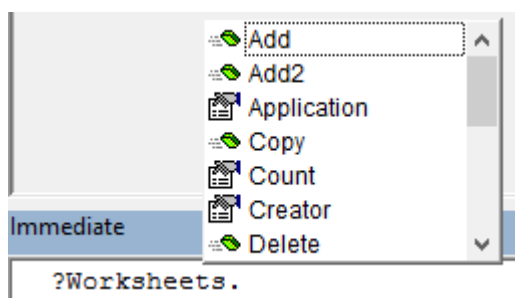 Add
Add2
Application
Copy
Count
Creator
Delete
Immediate
?Worksheets.